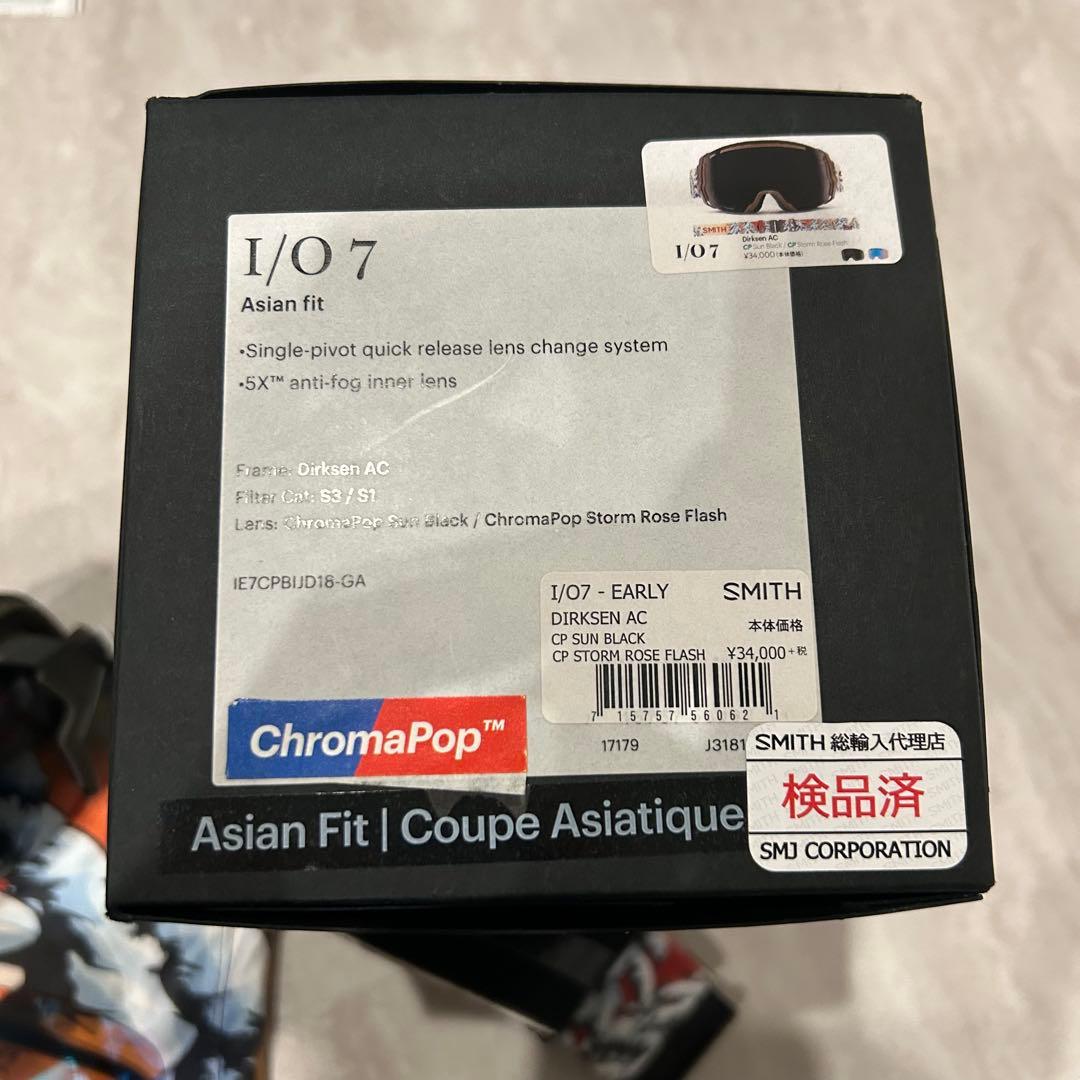 I/O 7
Asian fit
•Single-pivot quick release lens change system
•5X™ anti-fog inner lens
Frame: Dirksen AC
Filter Cat: S3 / S1
Lens: ChromaPop Sun Black / ChromaPop Storm Rose Flash
IE7CPBIJD18-GA
SMITH
I/O 7
Dirksen AC
CP Sun Black / CP Storm Rose Flash
¥34,000 (本体価格)
I/O7 - EARLY SMITH
DIRKSEN AC
本体価格
CP SUN BLACK
CP STORM ROSE FLASH ¥34,000+税
7 15757 56062 1
17179 J3181
ChromaPop™
Asian Fit | Coupe Asiatique
SMITH 総輸入代理店
検品済
SMJ CORPORATION